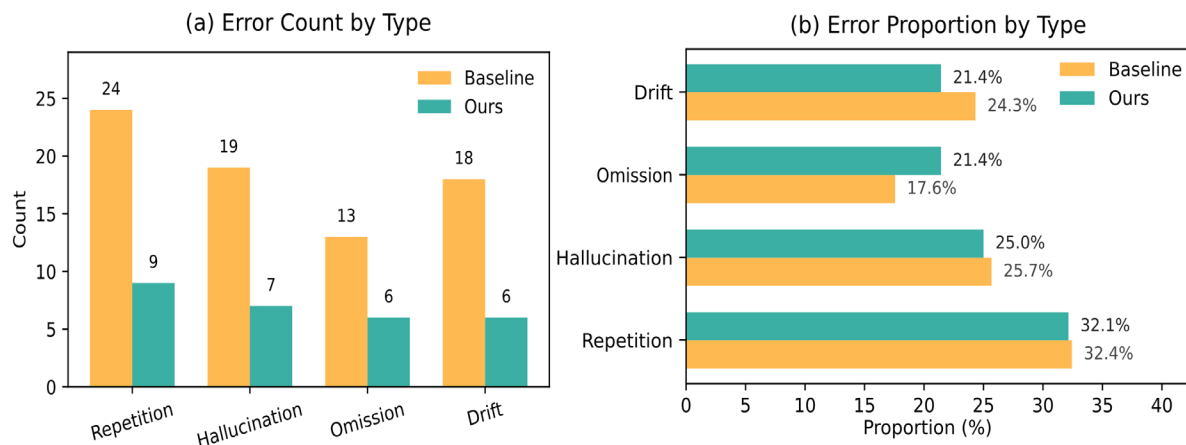 (a) Error Count by Type
Baseline
Ours
Count
25
20
15
10
5
0
24
9
19
7
13
6
18
6
Repetition
Hallucination
Omission
Drift
(b) Error Proportion by Type
Baseline
Ours
Drift
21.4%
24.3%
Omission
21.4%
17.6%
Hallucination
25.0%
25.7%
Repetition
32.1%
32.4%
0 5 10 15 20 25 30 35 40
Proportion (%)